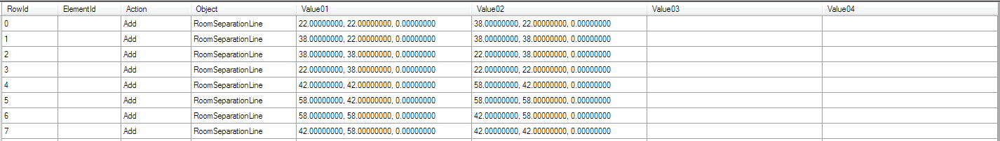 RowId ElementId Action Object Value01 Value02 Value03 Value04
0 Add RoomSeparationLine 22.00000000, 22.00000000, 0.00000000 38.00000000, 22.00000000, 0.00000000
1 Add RoomSeparationLine 38.00000000, 22.00000000, 0.00000000 38.00000000, 38.00000000, 0.00000000
2 Add RoomSeparationLine 38.00000000, 38.00000000, 0.00000000 22.00000000, 38.00000000, 0.00000000
3 Add RoomSeparationLine 22.00000000, 38.00000000, 0.00000000 22.00000000, 22.00000000, 0.00000000
4 Add RoomSeparationLine 42.00000000, 42.00000000, 0.00000000 58.00000000, 42.00000000, 0.00000000
5 Add RoomSeparationLine 58.00000000, 42.00000000, 0.00000000 58.00000000, 58.00000000, 0.00000000
6 Add RoomSeparationLine 58.00000000, 58.00000000, 0.00000000 42.00000000, 58.00000000, 0.00000000
7 Add RoomSeparationLine 42.00000000, 58.00000000, 0.00000000 42.00000000, 42.00000000, 0.00000000